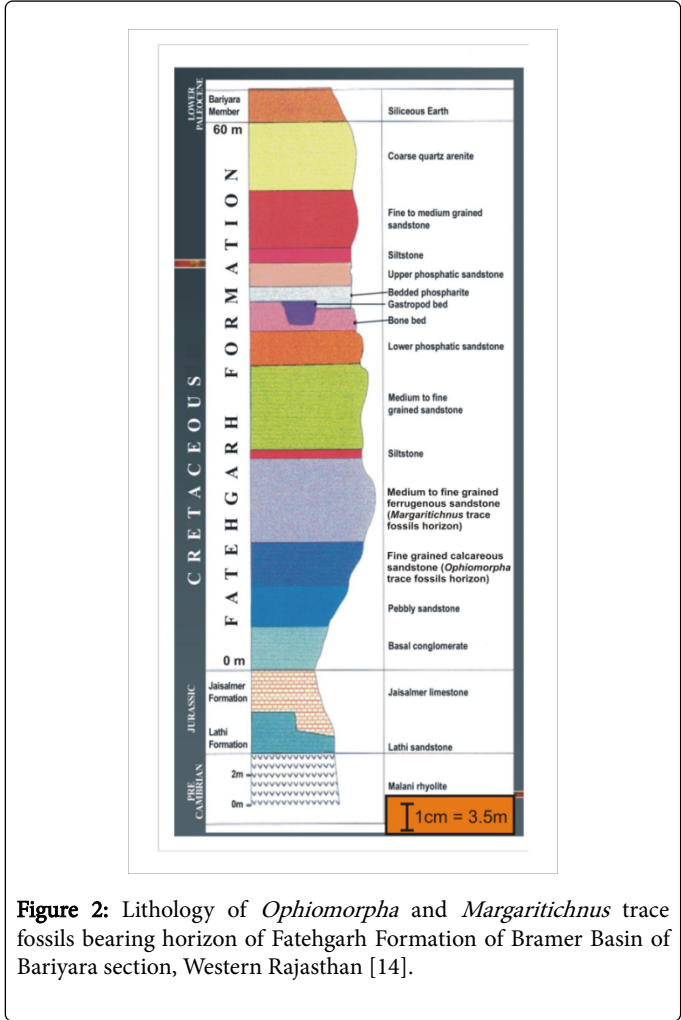 LOWER
PALEOCENE
Bariyara
Member
Siliceous Earth
60 m
Coarse quartz arenite
Fine to medium grained
sandstone
Siltstone
Upper phosphatic sandstone
Bedded phospharite
Gastropod bed
Bone bed
Lower phosphatic sandstone
Medium to fine
grained sandstone
Siltstone
Medium to fine grained
ferrugenous sandstone
(Margaritichnus trace
fossils horizon)
Fine grained calcareous
sandstone (Ophiomorpha
trace fossils horizon)
Pebbly sandstone
Basal conglomerate
CRETACEOUS
FATEHGARH FORMATION
0 m
JURASSIC
Jaisalmer
Formation
Jaisalmer limestone
Lathi
Formation
Lathi sandstone
PRE
CAMBRIAN
2m
0m
Malani rhyolite
1cm = 3.5m
Figure 2: Lithology of Ophiomorpha and Margaritichnus trace
fossils bearing horizon of Fatehgarh Formation of Bramer Basin of
Bariyara section, Western Rajasthan [14].